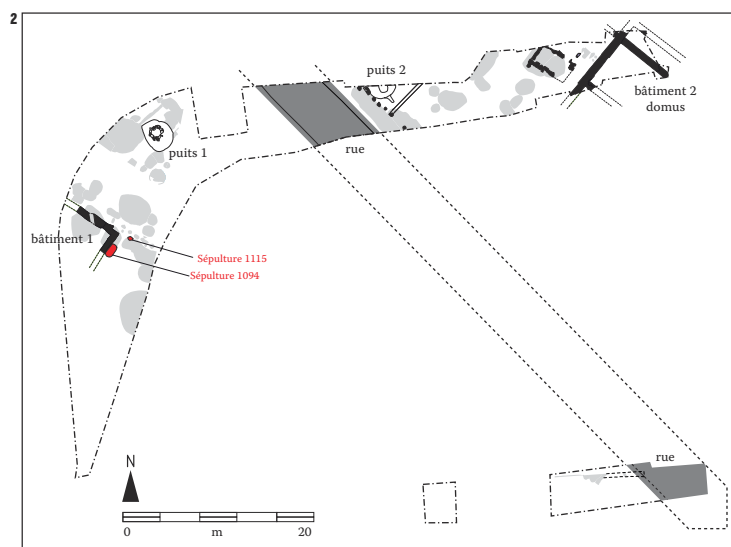 2
puits 2
bâtiment 2
domus
rue
puits 1
bâtiment 1
Sépulture 1115
Sépulture 1094
rue
N
0 m 20